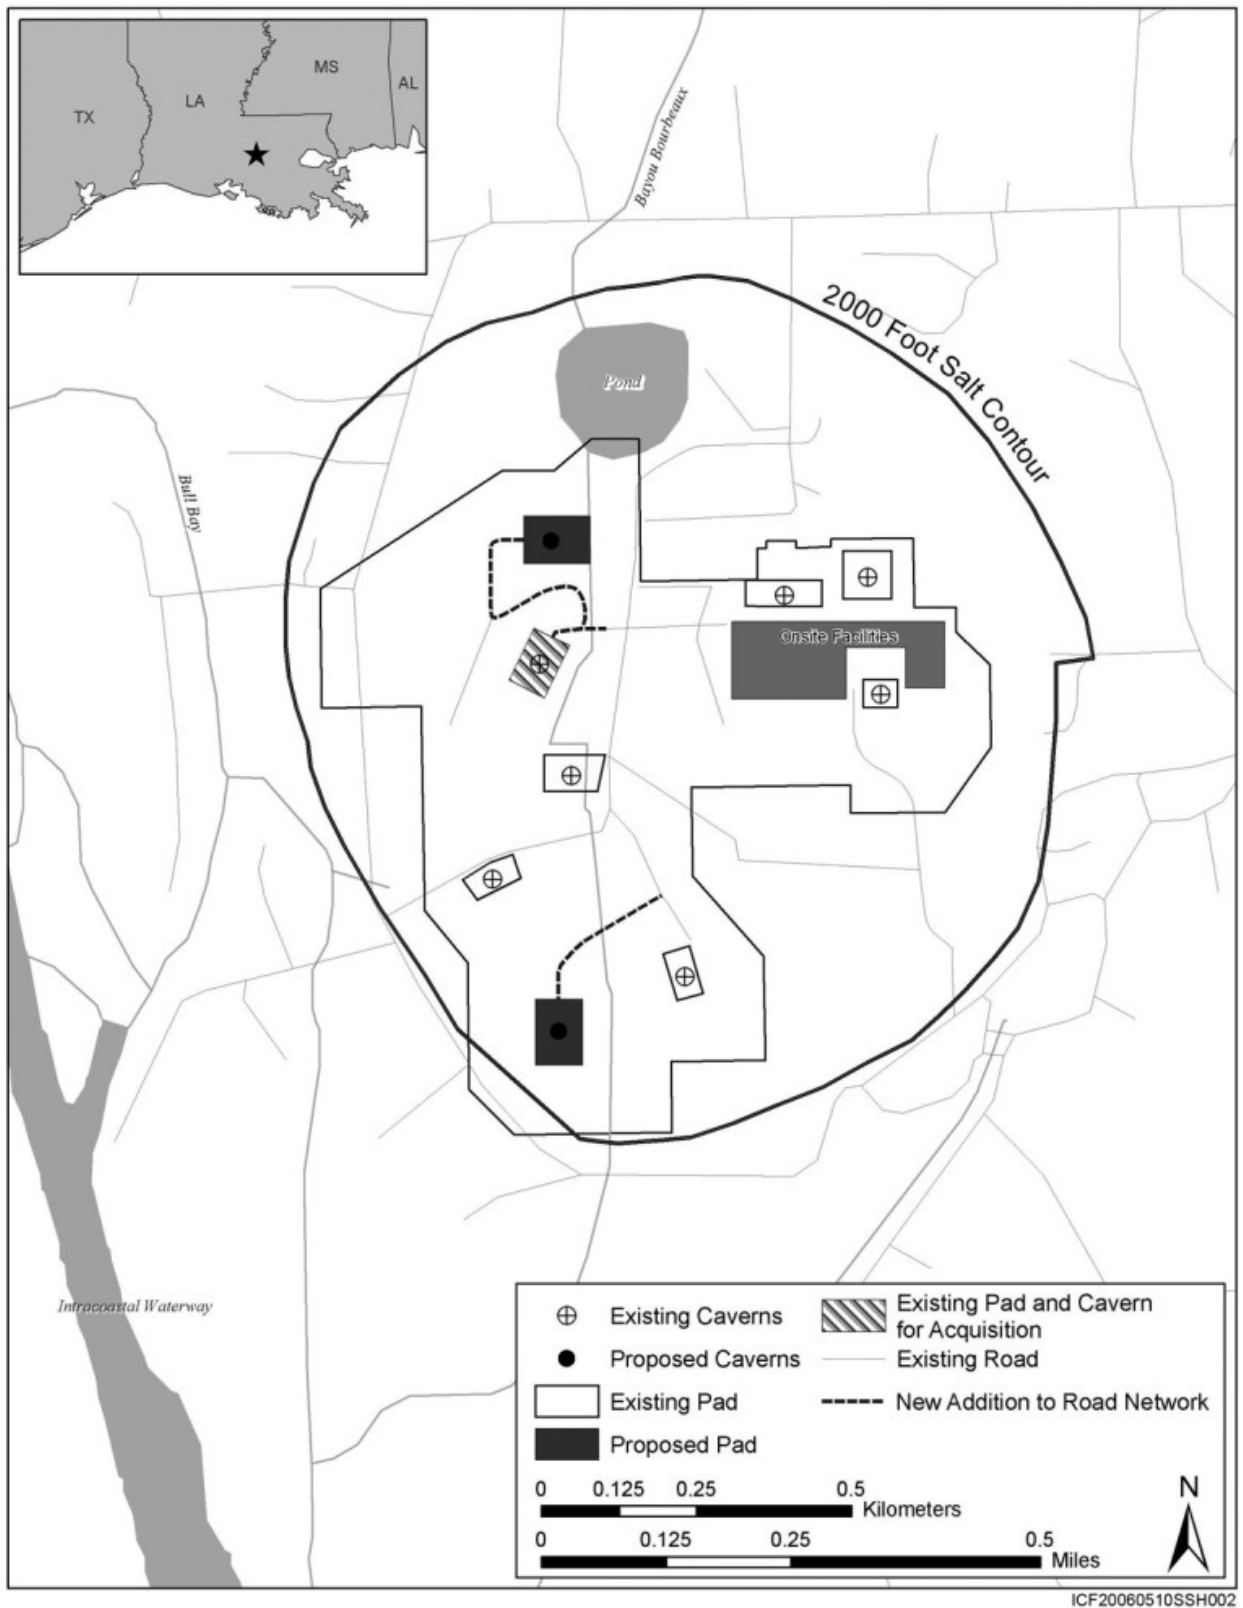 TX
LA
MS
AL
Bayou Bourbeaux
2000 Foot Salt Contour
Pond
Bull Bay
Onsite Facilities
Intracoastal Waterway
Existing Caverns
Proposed Caverns
Existing Pad
Proposed Pad
Existing Pad and Cavern
for Acquisition
Existing Road
New Addition to Road Network
0 0.125 0.25 0.5
Kilometers
0 0.125 0.25 0.5
Miles
N
ICF20060510SSH002